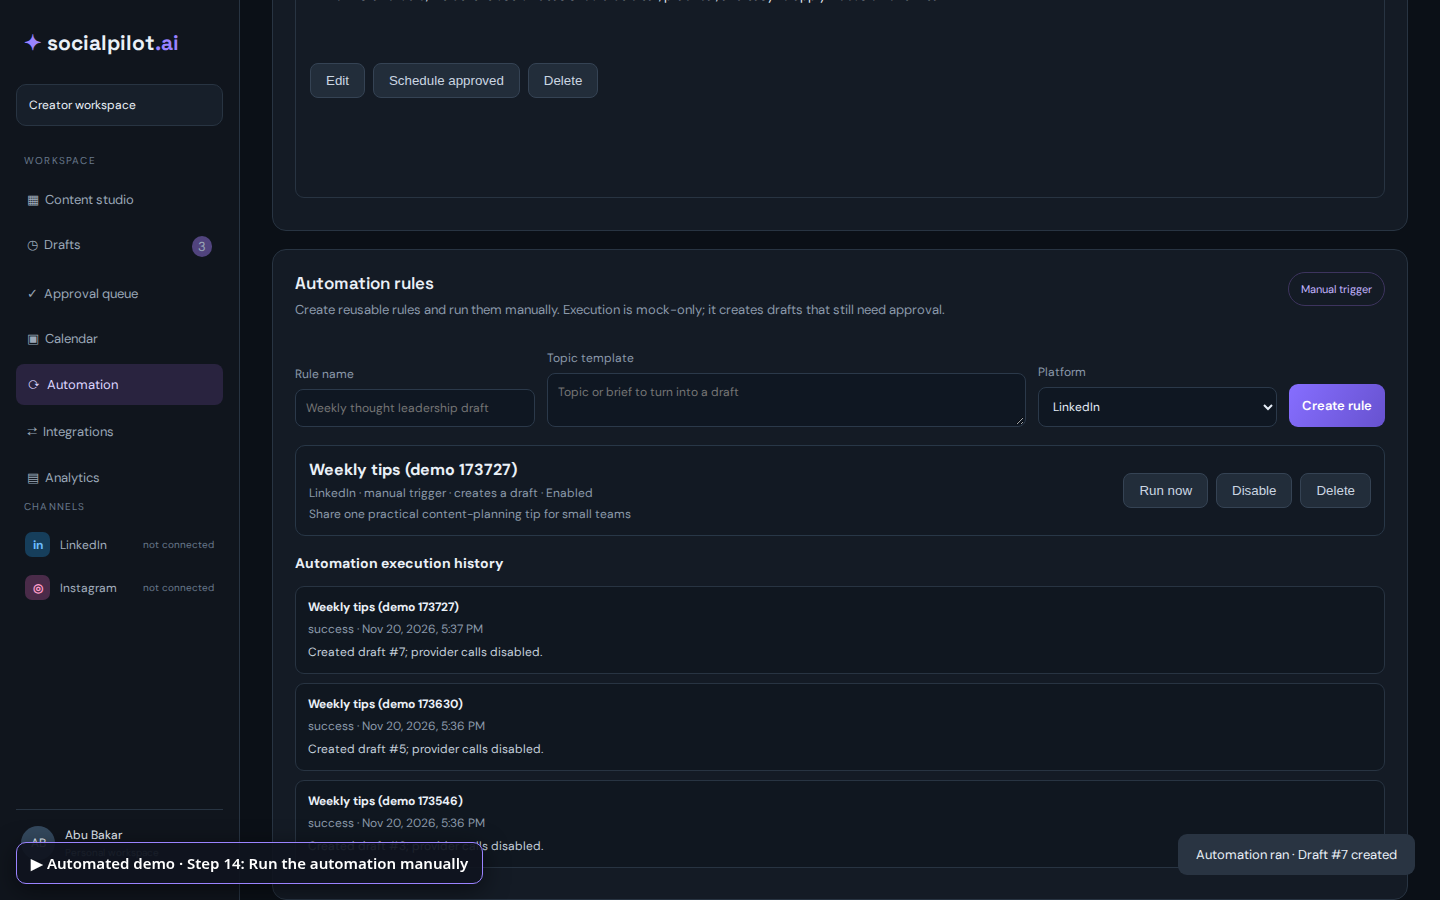 socialpilot.ai
Creator workspace
WORKSPACE
Content studio
Drafts 3
Approval queue
Calendar
Automation
Integrations
Analytics
CHANNELS
in LinkedIn not connected
Instagram not connected
Abu Bakar
▶ Automated demo · Step 14: Run the automation manually
Edit Schedule approved Delete
Automation rules
Manual trigger
Create reusable rules and run them manually. Execution is mock-only; it creates drafts that still need approval.
Rule name
Weekly thought leadership draft
Topic template
Topic or brief to turn into a draft
Platform
LinkedIn
Create rule
Weekly tips (demo 173727)
LinkedIn · manual trigger · creates a draft · Enabled
Share one practical content-planning tip for small teams
Run now Disable Delete
Automation execution history
Weekly tips (demo 173727)
success · Nov 20, 2026, 5:37 PM
Created draft #7; provider calls disabled.
Weekly tips (demo 173630)
success · Nov 20, 2026, 5:36 PM
Created draft #5; provider calls disabled.
Weekly tips (demo 173546)
success · Nov 20, 2026, 5:36 PM
Created draft #3; provider calls disabled.
Automation ran · Draft #7 created